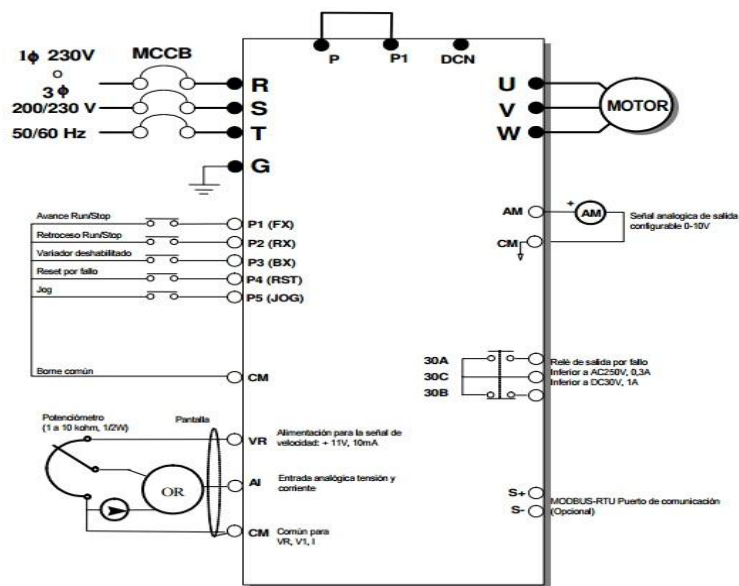 P P1 DCN
1ϕ 230V MCCB
o
3ϕ
200/230 V
50/60 Hz
R
S
T
G
U
V
W
MOTOR
Avance Run/Stop P1 (FX)
Retroceso Run/Stop P2 (RX)
Variador deshabilitado P3 (BX)
Reset por fallo P4 (RST)
Jog P5 (JOG)
Borne común CM
AM + AM Señal analogica de salida
configurable 0-10V
CM
30A Relé de salida por fallo
Inferior a AC250V, 0,3A
30C Inferior a DC30V, 1A
30B
Potenciómetro
(1 a 10 kohm, 1/2W)
Pantalla
VR Alimentación para la señal de
velocidad: + 11V, 10mA
OR
AI Entrada analógica tensión y
corriente
CM Común para
VR, V1, I
S+ MODBUS-RTU Puerto de comunicación
S- (Opcional)